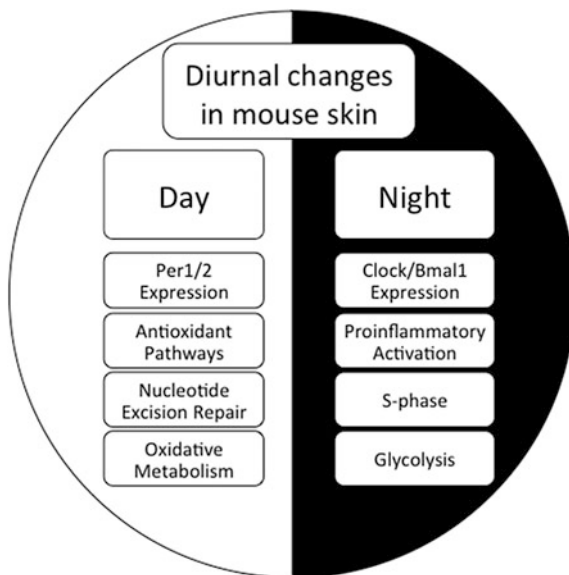 Diurnal changes
in mouse skin
Day
Per1/2
Expression
Antioxidant
Pathways
Nucleotide
Excision Repair
Oxidative
Metabolism
Night
Clock/Bmal1
Expression
Proinflammatory
Activation
S-phase
Glycolysis